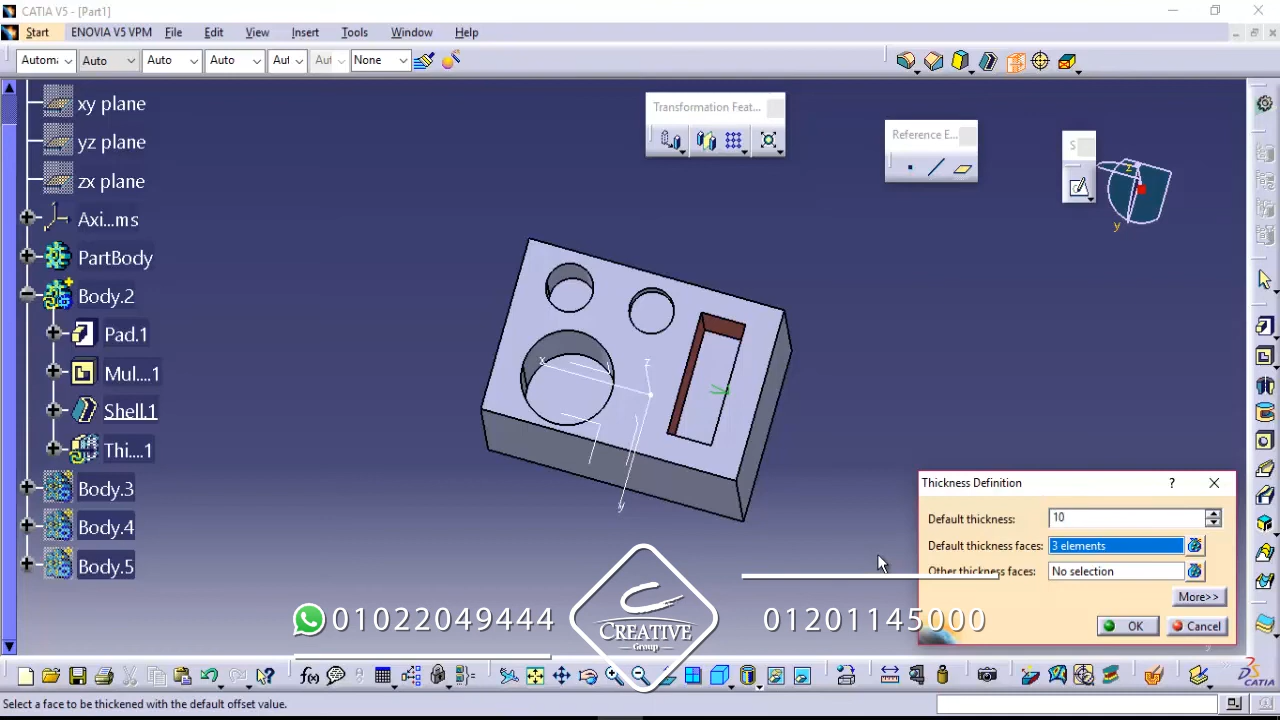 CATIA V5 - [Part1]
Start ENOVIA V5 VPM File Edit View Insert Tools Window Help
Autom Auto Auto Auto Aut Aut None
xy plane
yz plane
zx plane
Axi...ms
PartBody
Body.2
Pad.1
Mul....1
Shell.1
Thi....1
Body.3
Body.4
Body.5
Transformation Feat...
Reference E...
S
z
y
x
z
y
Thickness Definition ?
Default thickness: 10
Default thickness faces: 3 elements
Other thickness faces: No selection
More>>
OK Cancel
01022049444
CREATIVE
Group
01201145000
f(x)
CATIA
Select a face to be thickened with the default offset value.